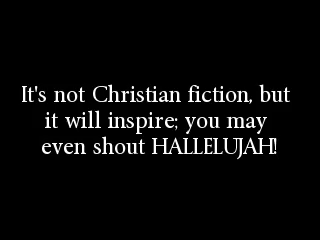 It's not Christian fiction, but
it will inspire; you may
even shout HALLELUJAH!